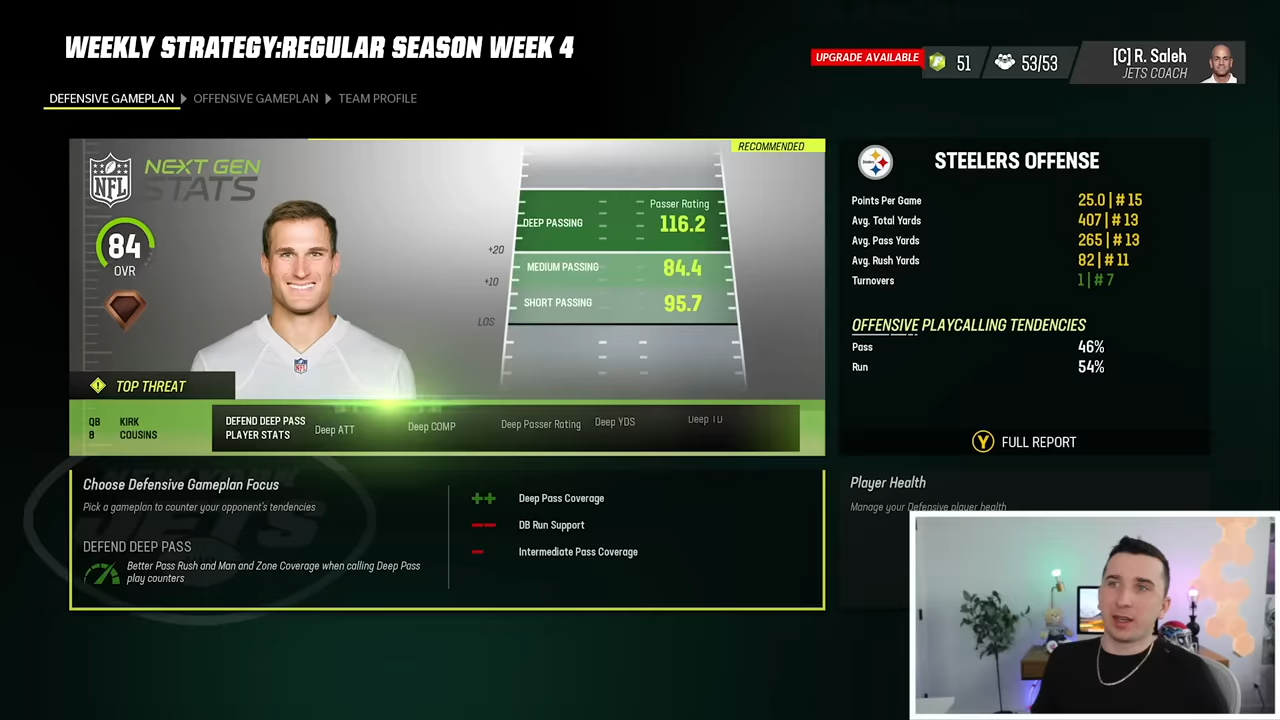 WEEKLY STRATEGY:REGULAR SEASON WEEK 4
UPGRADE AVAILABLE
51
53/53
[C] R. Saleh
JETS COACH
DEFENSIVE GAMEPLAN
OFFENSIVE GAMEPLAN
TEAM PROFILE
RECOMMENDED
NFL
NEXT GEN
STATS
84
OVR
Passer Rating
DEEP PASSING
116.2
+20
MEDIUM PASSING
84.4
+10
SHORT PASSING
95.7
LOS
TOP THREAT
QB
8
KIRK
COUSINS
DEFEND DEEP PASS
PLAYER STATS
Deep ATT
Deep COMP
Deep Passer Rating
Deep YDS
Deep TD
STEELERS OFFENSE
Points Per Game 25.0 | # 15
Avg. Total Yards 407 | # 13
Avg. Pass Yards 265 | # 13
Avg. Rush Yards 82 | # 11
Turnovers 1 | # 7
OFFENSIVE PLAYCALLING TENDENCIES
Pass 46%
Run 54%
Y FULL REPORT
Choose Defensive Gameplan Focus
Pick a gameplan to counter your opponent's tendencies
DEFEND DEEP PASS
Better Pass Rush and Man and Zone Coverage when calling Deep Pass
play counters
++ Deep Pass Coverage
-- DB Run Support
- Intermediate Pass Coverage
Player Health
Manage your Defensive player health
NEW YORK
JETS